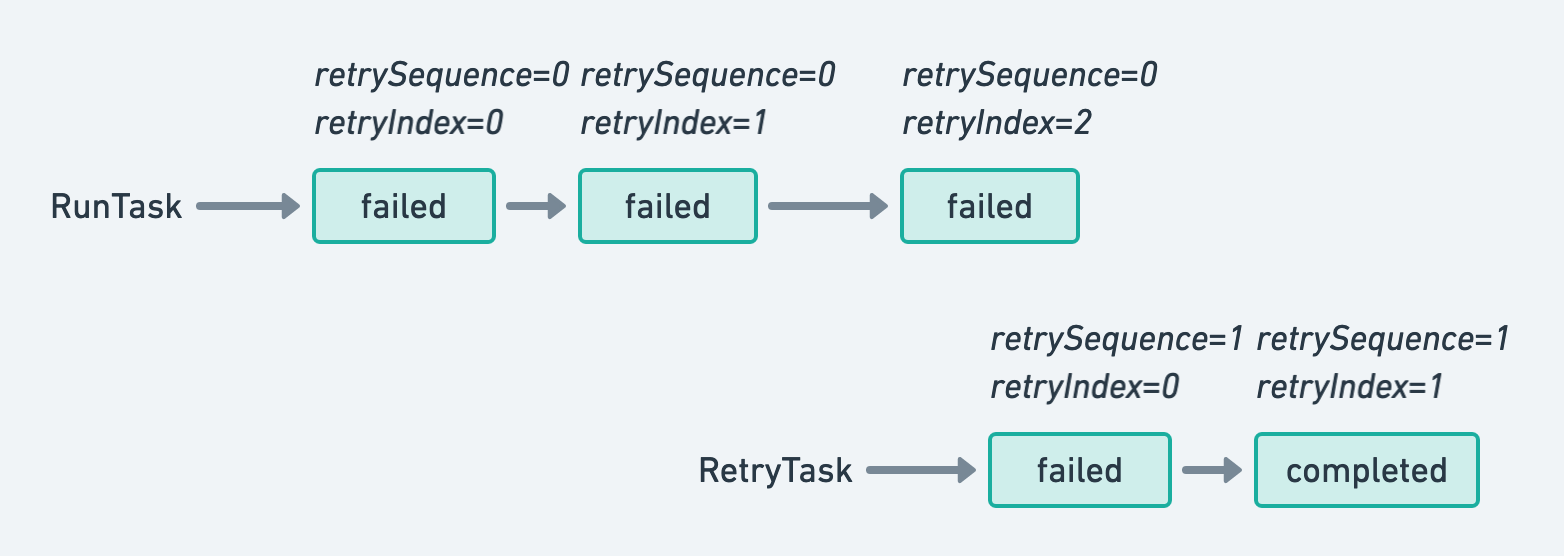 retrySequence=0 retrySequence=0 retrySequence=0
retryIndex=0 retryIndex=1 retryIndex=2
RunTask failed failed failed
retrySequence=1 retrySequence=1
retryIndex=0 retryIndex=1
RetryTask failed completed